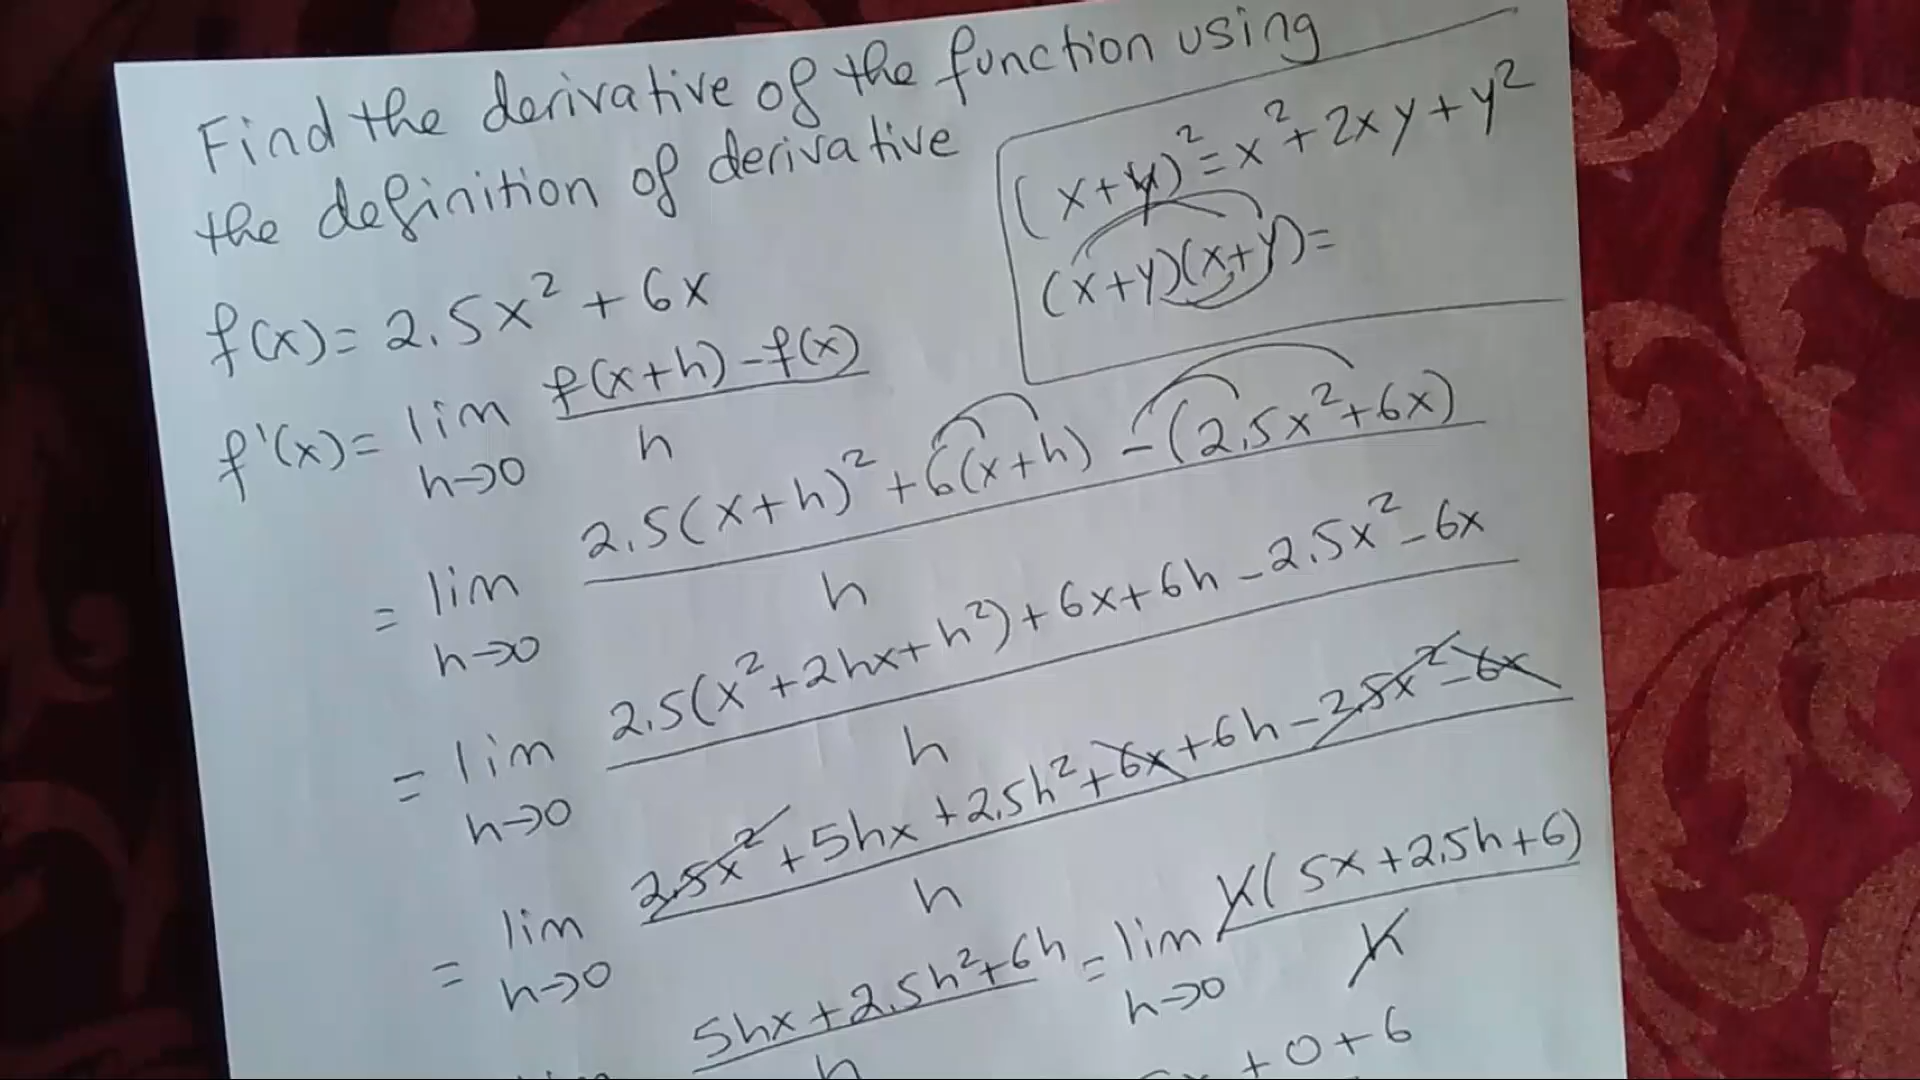 Find the derivative of the function using
the definition of derivative
(x+y)²=x²+2xy+y²
(x+y)(x+y)=
f(x)=2.5x²+6x
f'(x)= lim h→0 f(x+h)-f(x) / h
= lim h→0 2.5(x+h)²+6(x+h)-(2.5x²+6x) / h
= lim h→0 2.5(x²+2hx+h²)+6x+6h-2.5x²-6x / h
= lim h→0 2.5x²+5hx+2.5h²+6x+6h-2.5x²-6x / h
5hx+2.5h²+6h / h = lim h→0 h(5x+2.5h+6) / h
+0+6